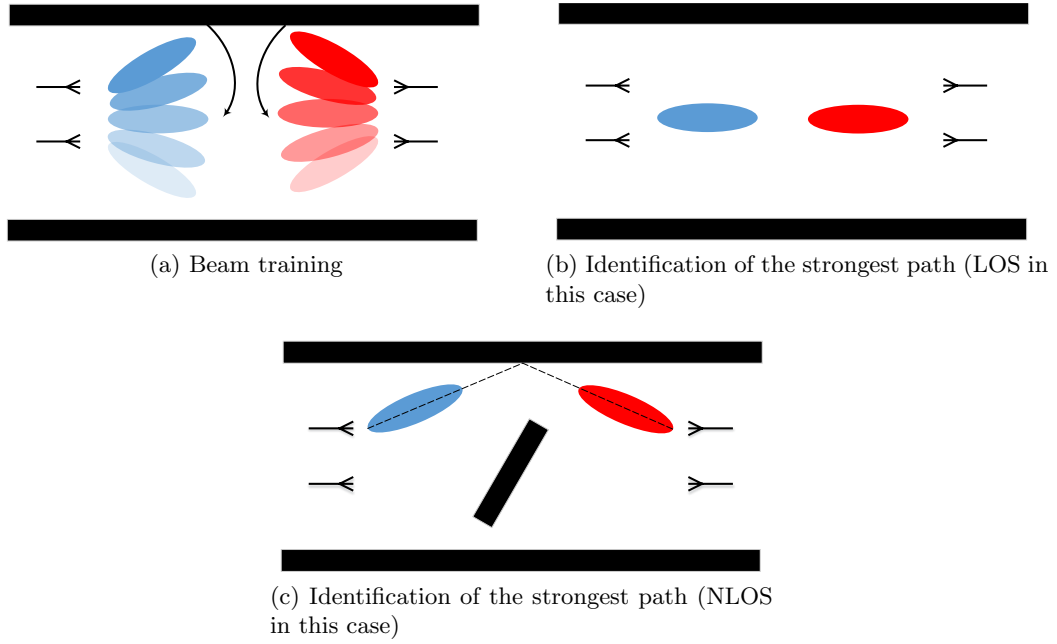 (a) Beam training
(b) Identification of the strongest path (LOS in
this case)
(c) Identification of the strongest path (NLOS
in this case)